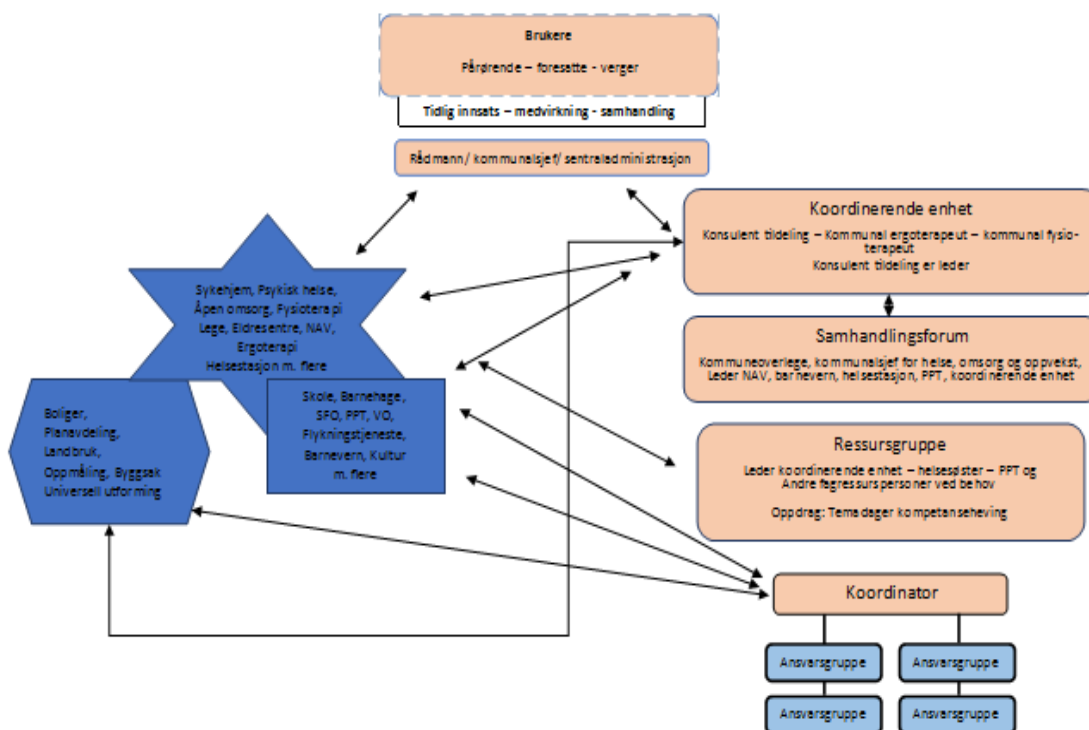 Brukere
Pårørende – foresatte - verger
Tidlig innsats – medvirkning - samhandling
Rådmann/ kommunalsjef/ sentraladministrasjon
Koordinerende enhet
Konsulent tildeling – Kommunal ergoterapeut – kommunal fysio-
terapeut
Konsulent tildeling er leder
Sykehjem, Psykisk helse,
Åpen omsorg, Fysioterapi
Lege, Eldresentre, NAV,
Ergoterapi
Helsestasjon m. flere
Samhandlingsforum
Kommuneoverlege, kommunalsjef for helse, omsorg og oppvekst,
Leder NAV, barnevern, helsestasjon, PPT, koordinerende enhet
Boliger,
Planavdeling,
Landbruk,
Oppmåling, Byggsak
Universell utforming
Skole, Barnehage,
SFO, PPT, VO,
Flykningstjeneste,
Barnevern, Kultur
m. flere
Ressursgruppe
Leder koordinerende enhet – helsesøster – PPT og
Andre fagressurspersoner ved behov
Oppdrag: Temadager kompetanseheving
Koordinator
Ansvarsgruppe
Ansvarsgruppe
Ansvarsgruppe
Ansvarsgruppe